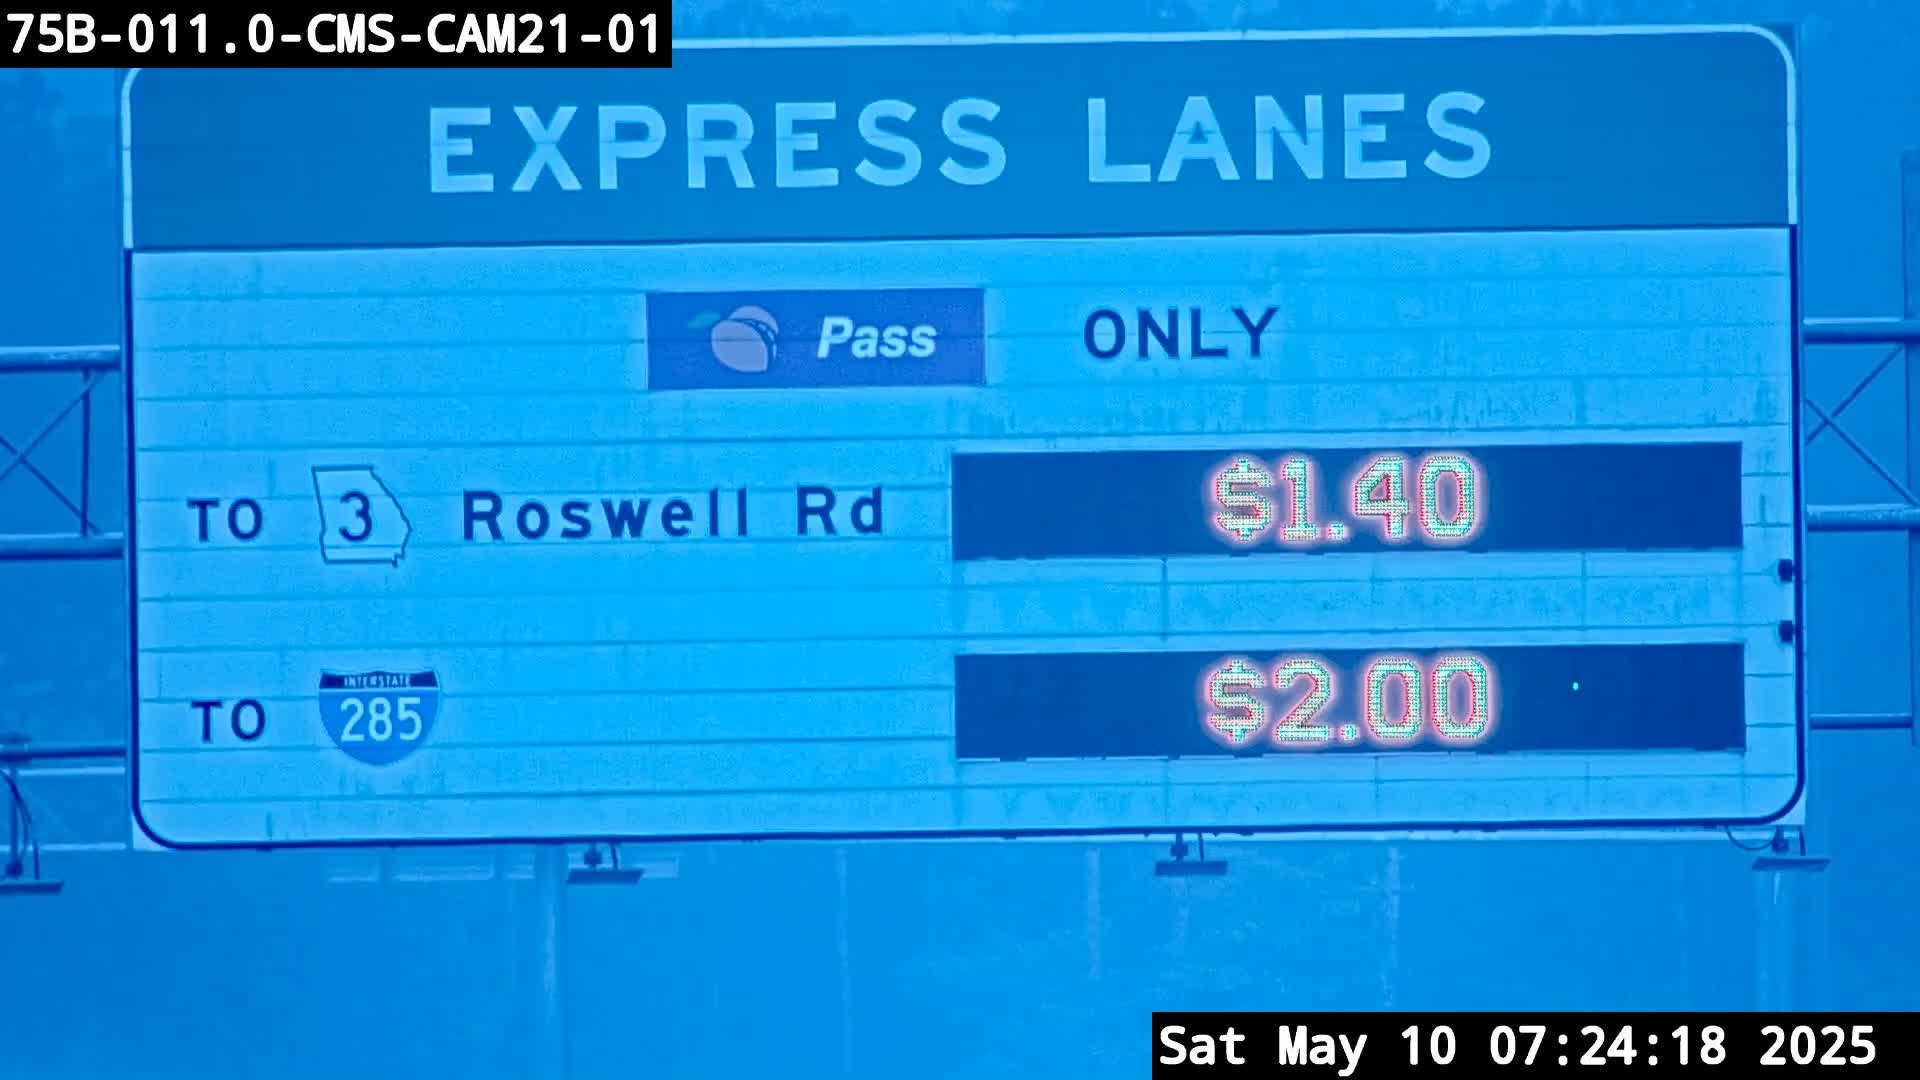 75B-011.0-CMS-CAM21-01
EXPRESS LANES
Pass ONLY
TO 3 Roswell Rd $1.40
INTERSTATE
TO 285 $2.00
Sat May 10 07:24:18 2025